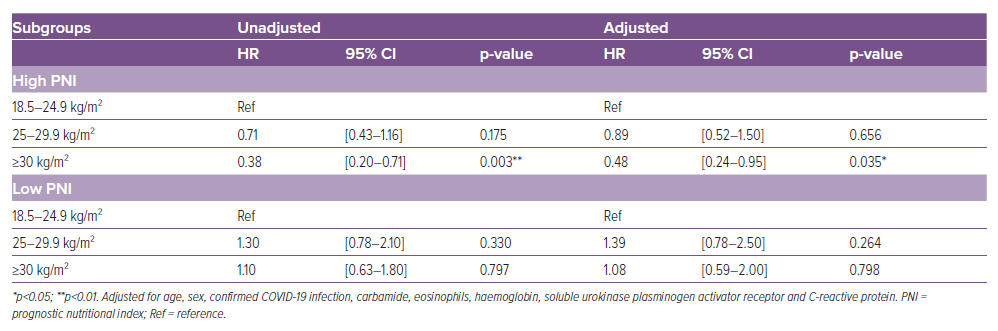 Subgroups Unadjusted Adjusted
HR 95% CI p-value HR 95% CI p-value
High PNI
18.5–24.9 kg/m² Ref Ref
25–29.9 kg/m² 0.71 [0.43–1.16] 0.175 0.89 [0.52–1.50] 0.656
≥30 kg/m² 0.38 [0.20–0.71] 0.003** 0.48 [0.24–0.95] 0.035*
Low PNI
18.5–24.9 kg/m² Ref Ref
25–29.9 kg/m² 1.30 [0.78–2.10] 0.330 1.39 [0.78–2.50] 0.264
≥30 kg/m² 1.10 [0.63–1.80] 0.797 1.08 [0.59–2.00] 0.798
*p<0.05; **p<0.01. Adjusted for age, sex, confirmed COVID-19 infection, carbamide, eosinophils, haemoglobin, soluble urokinase plasminogen activator receptor and C-reactive protein. PNI =
prognostic nutritional index; Ref = reference.